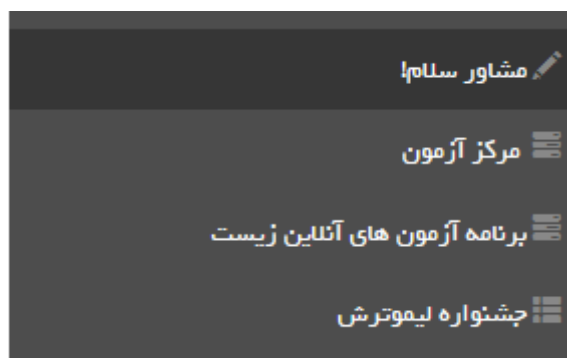 مشاور سلام!
مرکز آزمون
برنامه آزمون های آنلاین زیست
جشنواره لیموترش